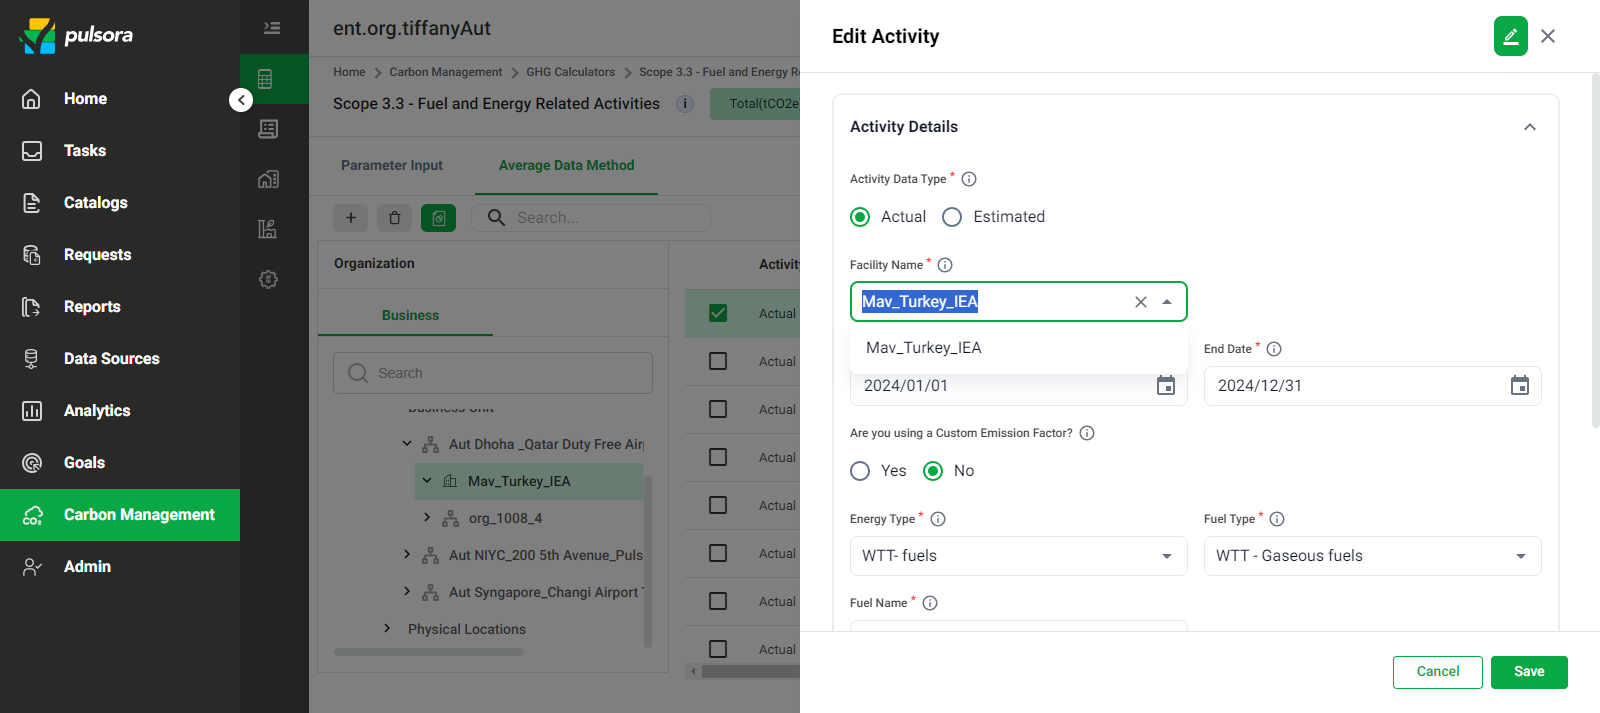 pulsora
Home
Tasks
Catalogs
Requests
Reports
Data Sources
Analytics
Goals
Carbon Management
Admin
ent.org.tiffanyAut
Home > Carbon Management > GHG Calculators > Scope 3.3 - Fuel and Energy Re
Scope 3.3 - Fuel and Energy Related Activities
Total(tCO2e
Parameter Input
Average Data Method
Search...
Organization
Business
Search
Business Unit
Aut Dhoha _Qatar Duty Free Air
Mav_Turkey_IEA
org_1008_4
Aut NIYC_200 5th Avenue_Puls
Aut Syngapore_Changi Airport T
Physical Locations
Activity
Actual
Actual
Actual
Actual
Actual
Actual
Actual
Actual
Edit Activity
Activity Details
Activity Data Type *
Actual
Estimated
Facility Name *
Mav_Turkey_IEA
Mav_Turkey_IEA
2024/01/01
End Date *
2024/12/31
Are you using a Custom Emission Factor?
Yes
No
Energy Type *
WTT- fuels
Fuel Type *
WTT - Gaseous fuels
Fuel Name *
Cancel
Save